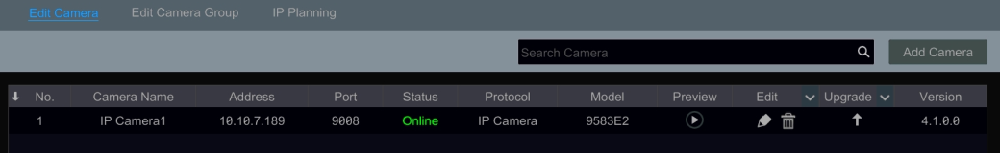 Edit Camera Edit Camera Group IP Planning
Search Camera Add Camera
No. Camera Name Address Port Status Protocol Model Preview Edit Upgrade Version
1 IP Camera1 10.10.7.189 9008 Online IP Camera 9583E2 4.1.0.0